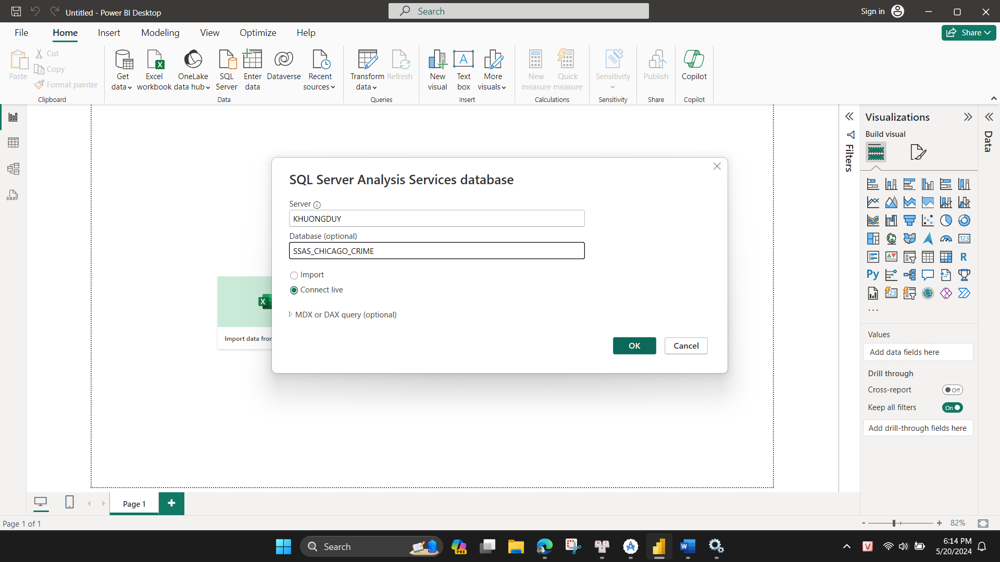 Untitled - Power BI Desktop
Search
Sign in
File
Home
Insert
Modeling
View
Optimize
Help
Share
Paste
Cut
Copy
Format painter
Clipboard
Get
data
Excel
workbook
OneLake
data hub
SQL
Server
Enter
data
Dataverse
Recent
sources
Data
Transform
data
Refresh
Queries
New
visual
Text
box
More
visuals
Insert
New
measure
Quick
measure
Calculations
Sensitivity
Sensitivity
Publish
Share
Copilot
Copilot
DAX
Import data from
SQL Server Analysis Services database
Server
KHUONGDUY
Database (optional)
SSAS_CHICAGO_CRIME
Import
Connect live
MDX or DAX query (optional)
OK
Cancel
Filters
Visualizations
Build visual
123
R
Py
123
Values
Add data fields here
Drill through
Cross-report
Off
Keep all filters
On
Add drill-through fields here
Data
Page 1
Page 1 of 1
- + 82%
Search
PRE
6:14 PM
5/20/2024